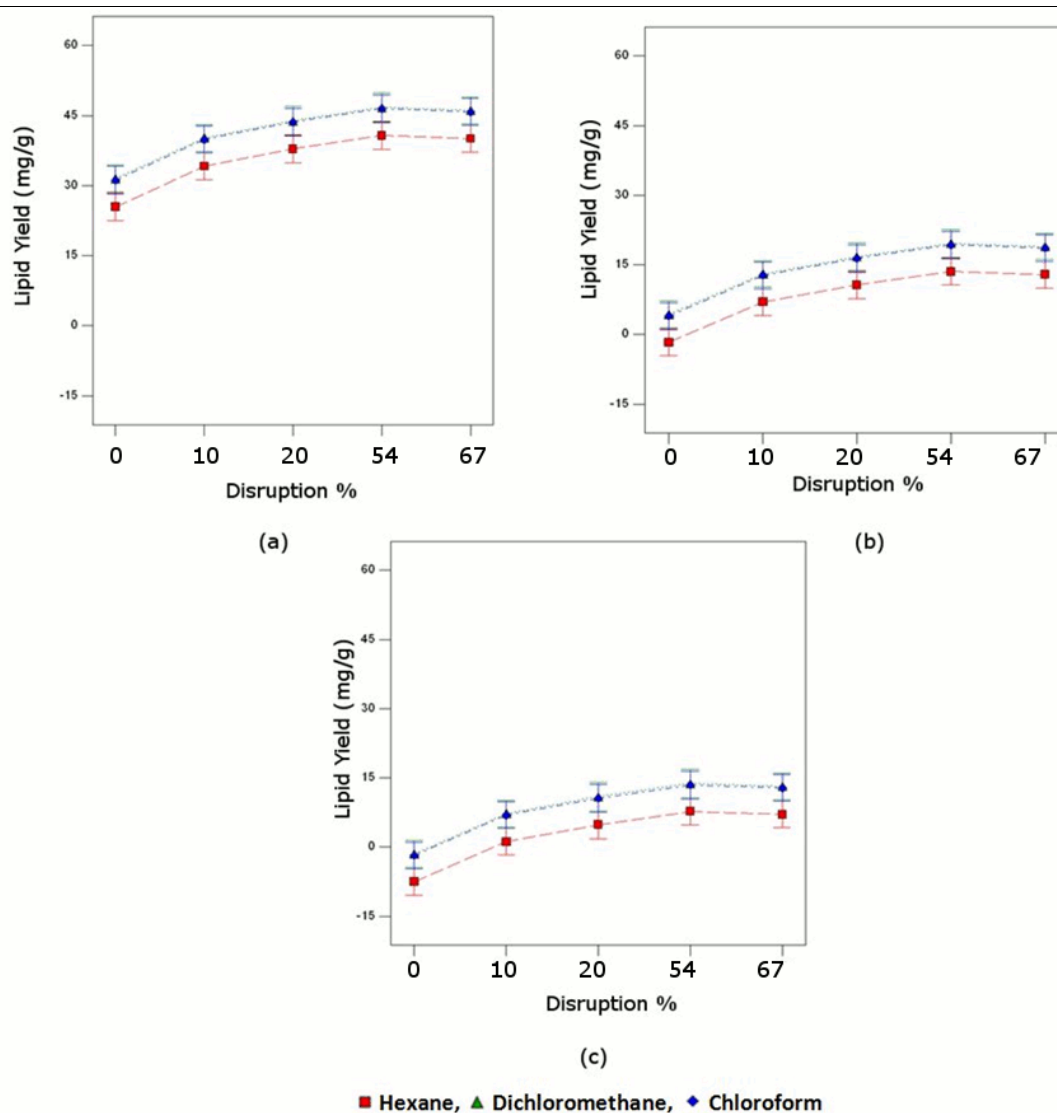 60
45
30
15
0
-15
Lipid Yield (mg/g)
0 10 20 54 67
Disruption %
(a)
60
45
30
15
0
-15
Lipid Yield (mg/g)
0 10 20 54 67
Disruption %
(b)
60
45
30
15
0
-15
Lipid Yield (mg/g)
0 10 20 54 67
Disruption %
(c)
Hexane, Dichloromethane, Chloroform